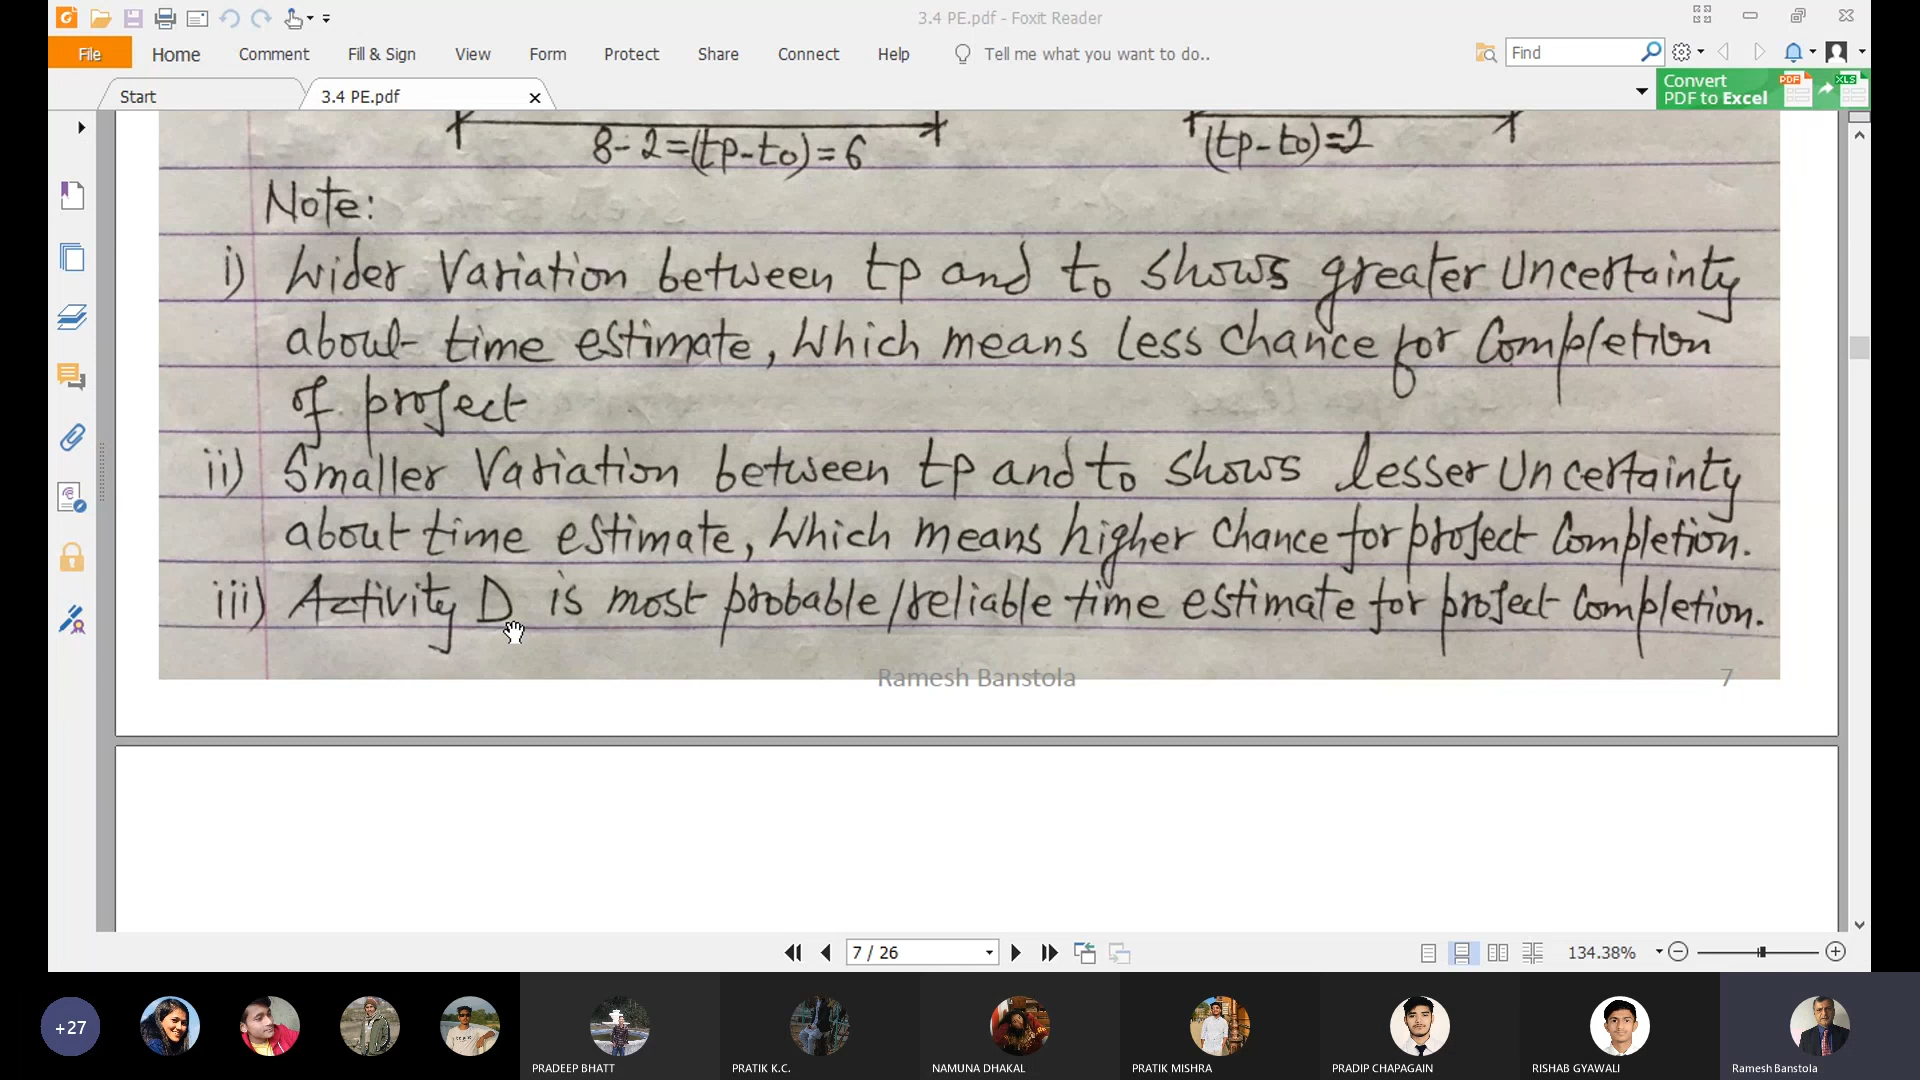 3.4 PE.pdf - Foxit Reader
File Home Comment Fill & Sign View Form Protect Share Connect Help Tell me what you want to do.. Find
Start 3.4 PE.pdf
Convert
PDF to Excel
PDF XLS
8-2=(tp-to)=6 (tp-to)=2
Note:
i) Wider Variation between tp and to shows greater Uncertainty
about time estimate, Which means less chance for Completion
of project
ii) Smaller Variation between tp and to shows lesser Uncertainty
about time estimate, Which means higher Chance for project Completion.
iii) Activity D is most probable/reliable time estimate for project Completion.
Ramesh Banstola 7
7 / 26 134.38%
+27
PRADEEP BHATT PRATIK K.C. NAMUNA DHAKAL PRATIK MISHRA PRADIP CHAPAGAIN RISHAB GYAWALI Ramesh Banstola